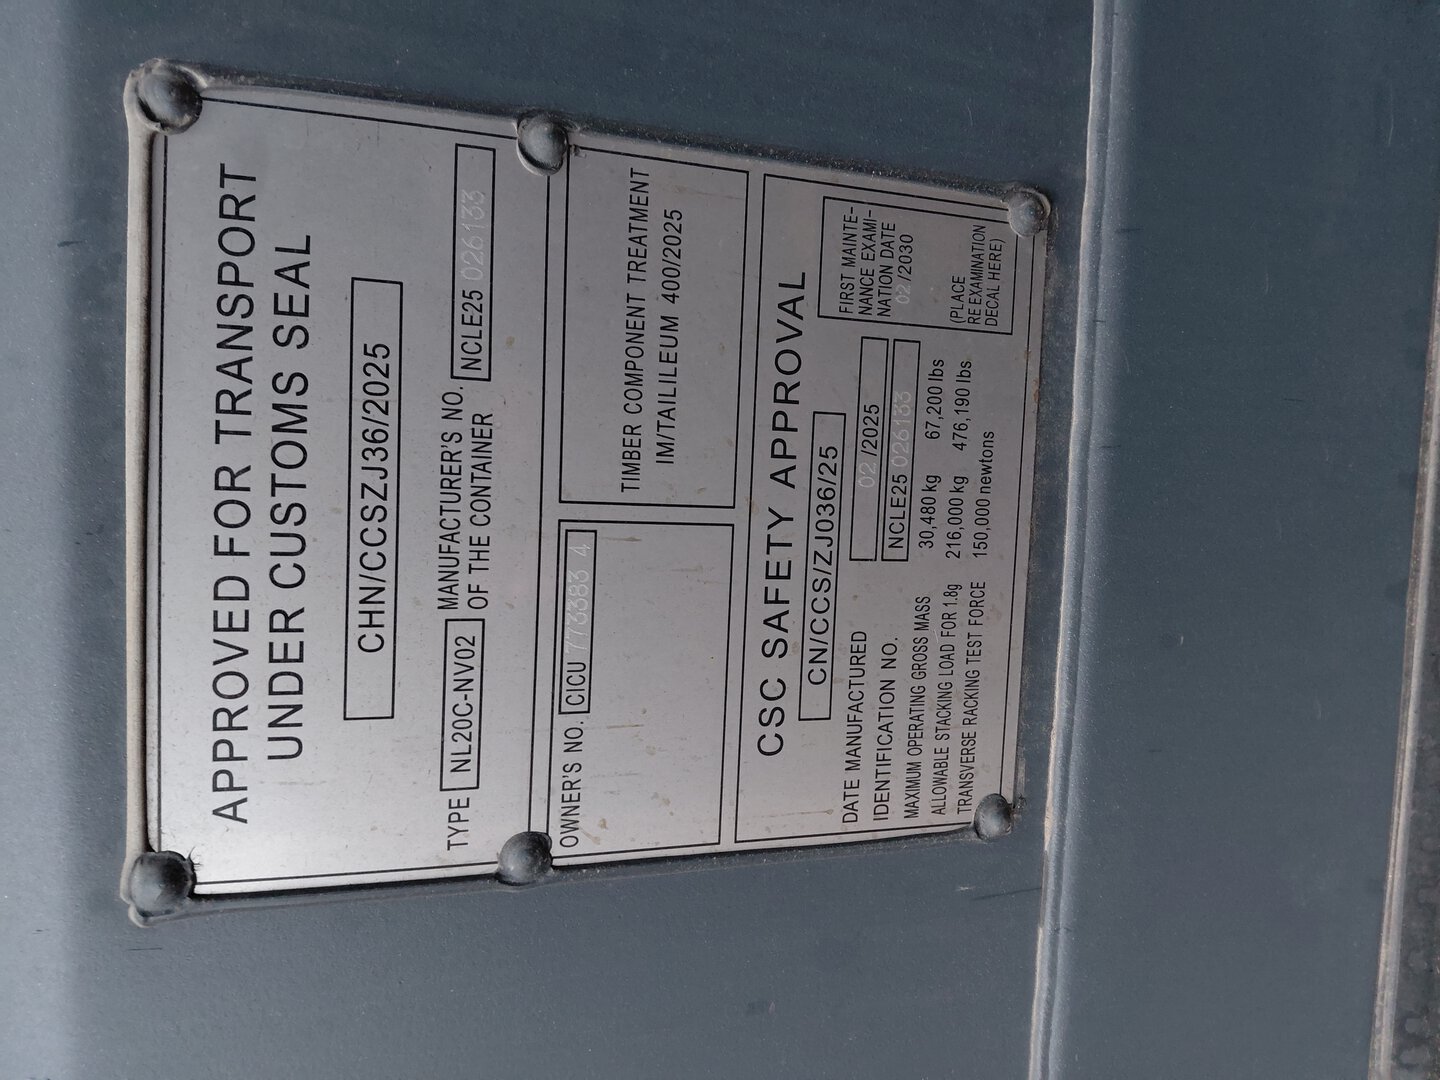 APPROVED FOR TRANSPORT
UNDER CUSTOMS SEAL
CHN/CCSZJ36/2025
TYPE NL20C-NV02 MANUFACTURER'S NO. OF THE CONTAINER NCLE25 026133
OWNER'S NO. CICU 773383 4
TIMBER COMPONENT TREATMENT
IM/TAILILEUM 400/2025
CSC SAFETY APPROVAL
CN/CCS/ZJ036/25
DATE MANUFACTURED 02 /2025
IDENTIFICATION NO. NCLE25 026133
MAXIMUM OPERATING GROSS MASS 30,480 kg 67,200 lbs
ALLOWABLE STACKING LOAD FOR 1.8g 216,000 kg 476,190 lbs
TRANSVERSE RACKING TEST FORCE 150,000 newtons
FIRST MAINTE-
NANCE EXAMI-
NATION DATE
02 /2030
(PLACE
RE EXAMINATION
DECAL HERE)